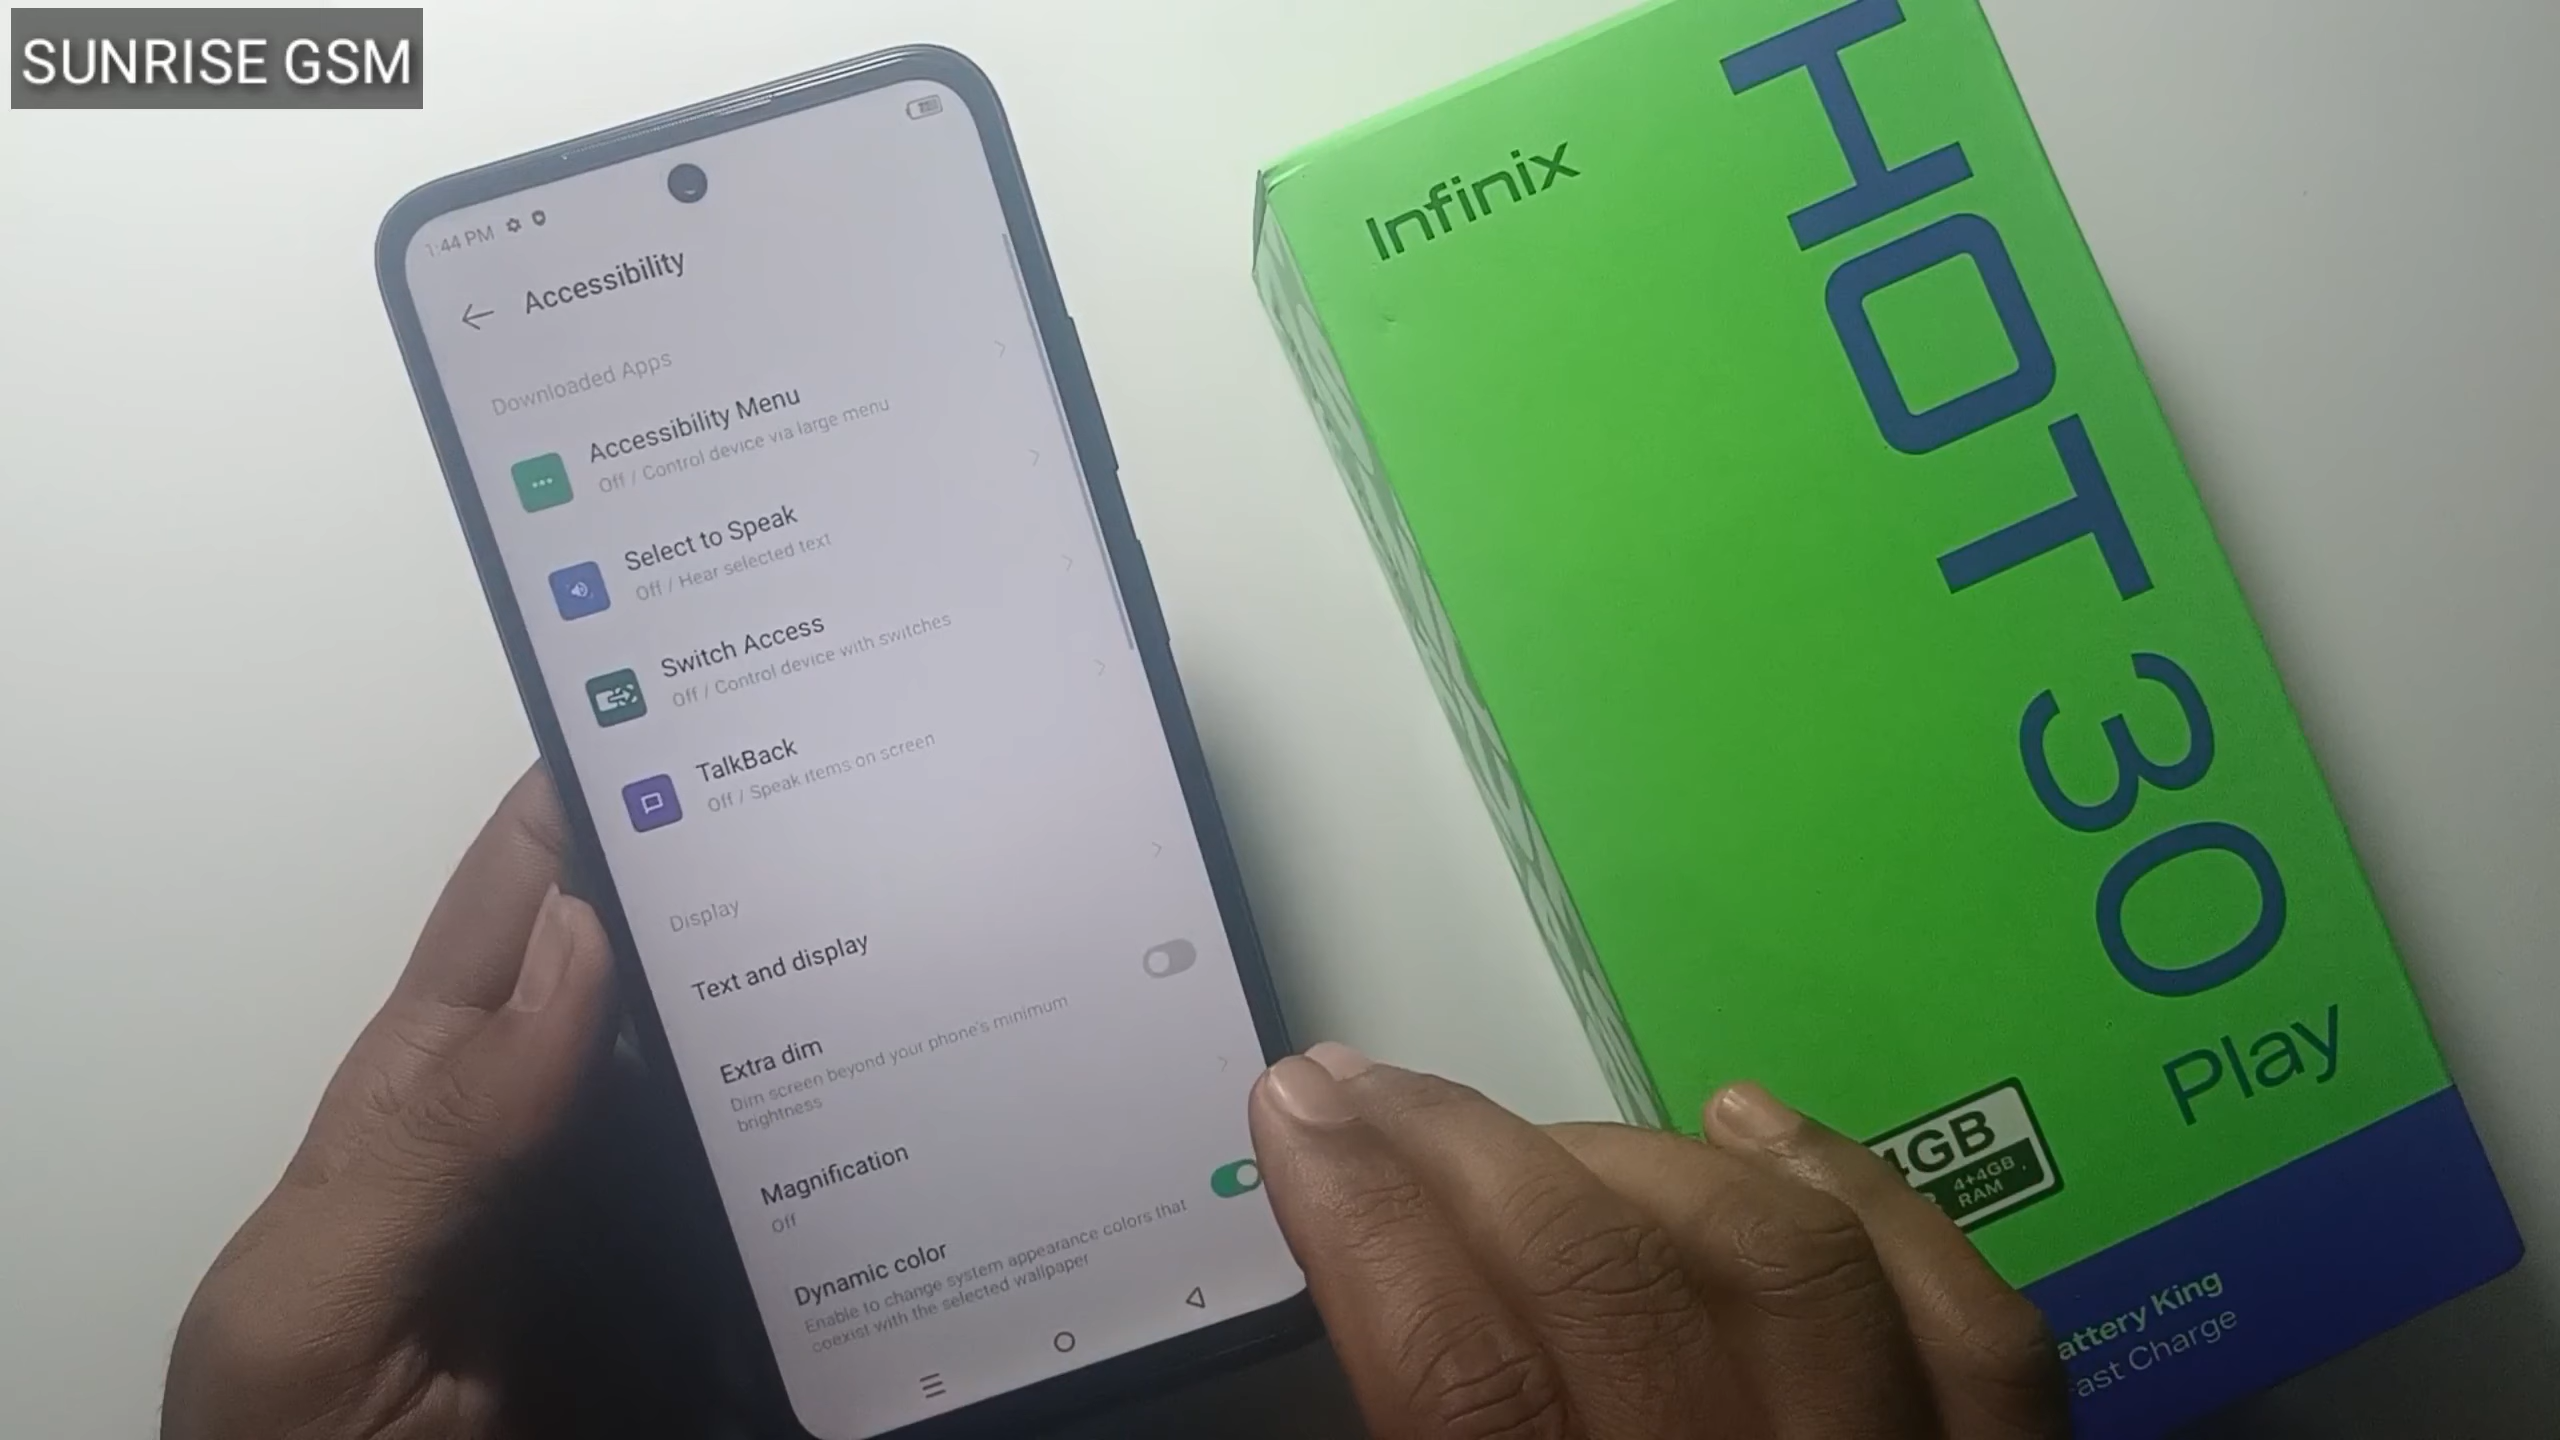 SUNRISE GSM
1:44 PM
Accessibility
Downloaded Apps
Accessibility Menu
Off / Control device via large menu
Select to Speak
Off / Hear selected text
Switch Access
Off / Control device with switches
TalkBack
Off / Speak items on screen
Display
Text and display
Extra dim
Dim screen beyond your phone's minimum
brightness
Magnification
Off
Dynamic color
Enable to change system appearance colors that
coexist with the selected wallpaper
Infinix
HOT 30
Play
4GB
4+4GB
RAM
attery King
ast Charge